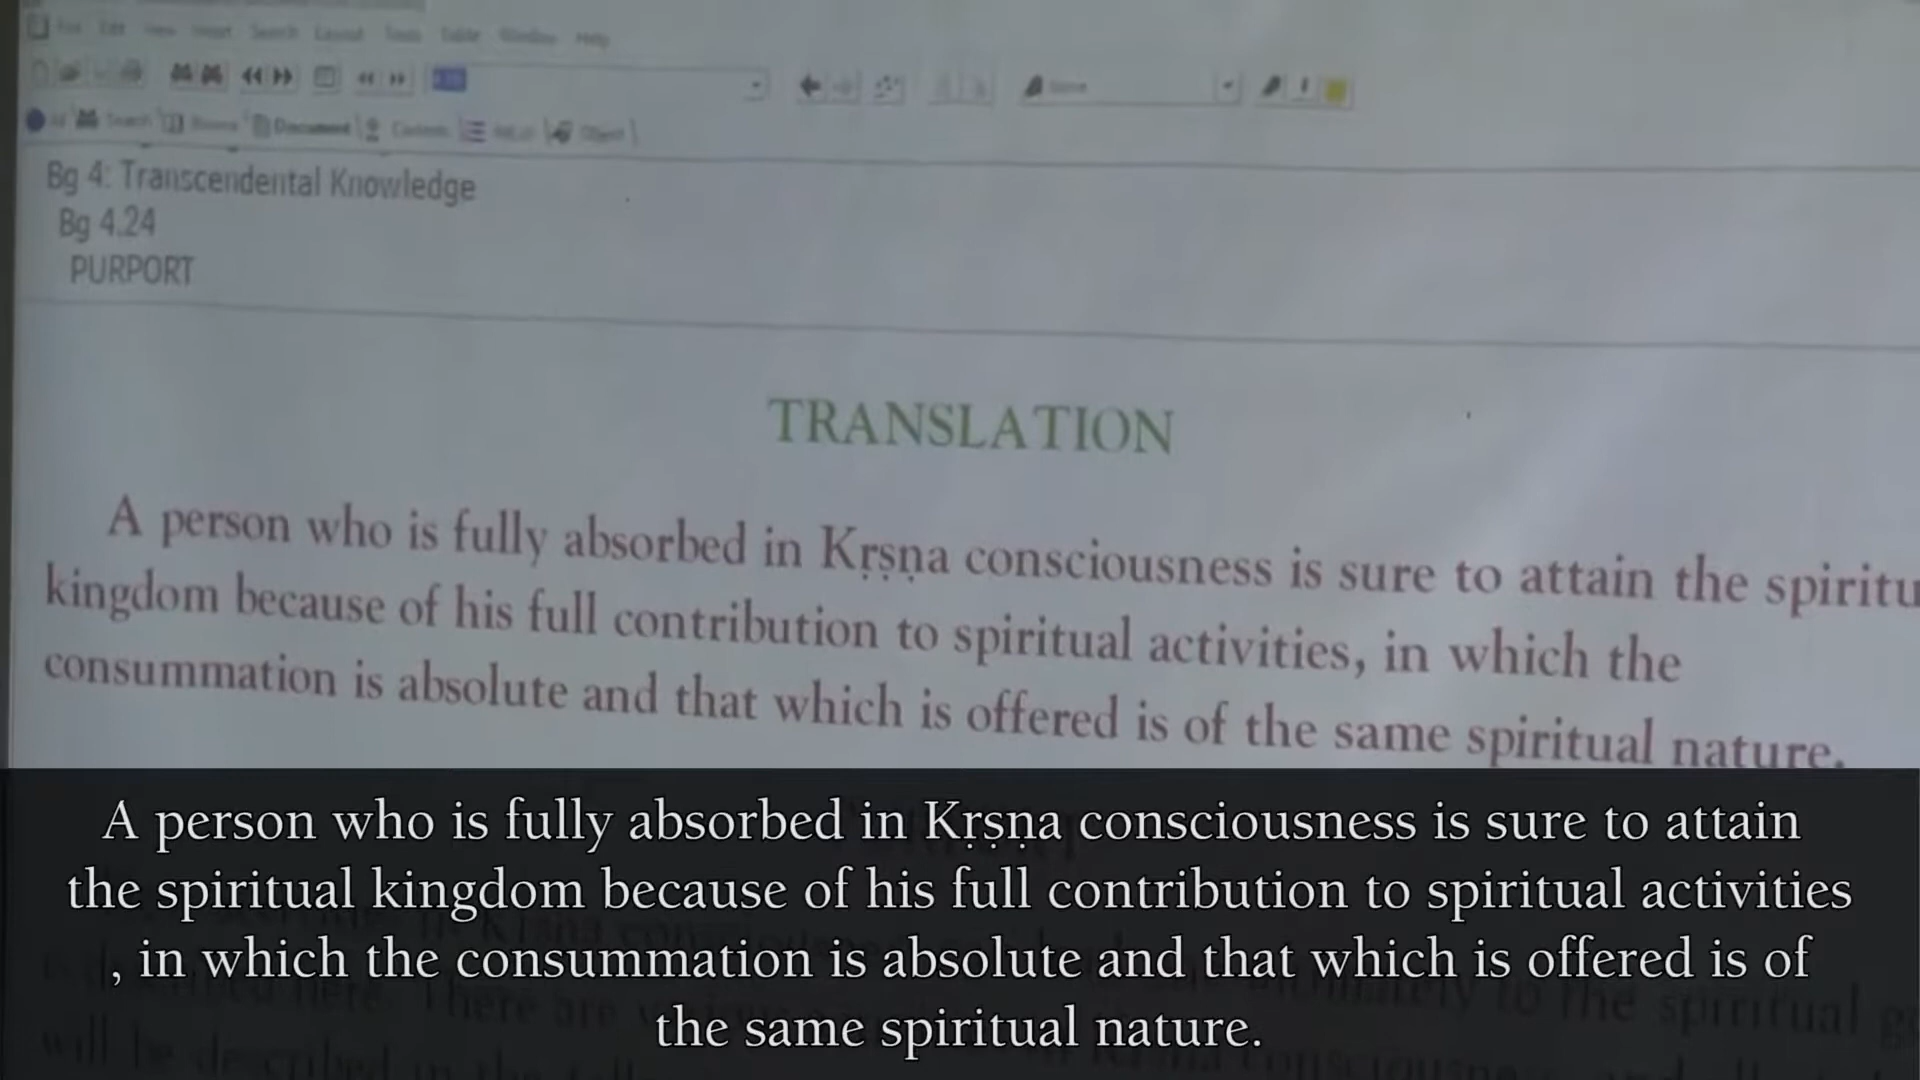 Search
Window Help
Document
Bg 4: Transcendental Knowledge
Bg 4.24
PURPORT
TRANSLATION
A person who is fully absorbed in Kṛṣṇa consciousness is sure to attain the spiritu
kingdom because of his full contribution to spiritual activities, in which the
consummation is absolute and that which is offered is of the same spiritual nature.
A person who is fully absorbed in Kṛṣṇa consciousness is sure to attain
the spiritual kingdom because of his full contribution to spiritual activities
, in which the consummation is absolute and that which is offered is of
the same spiritual nature.